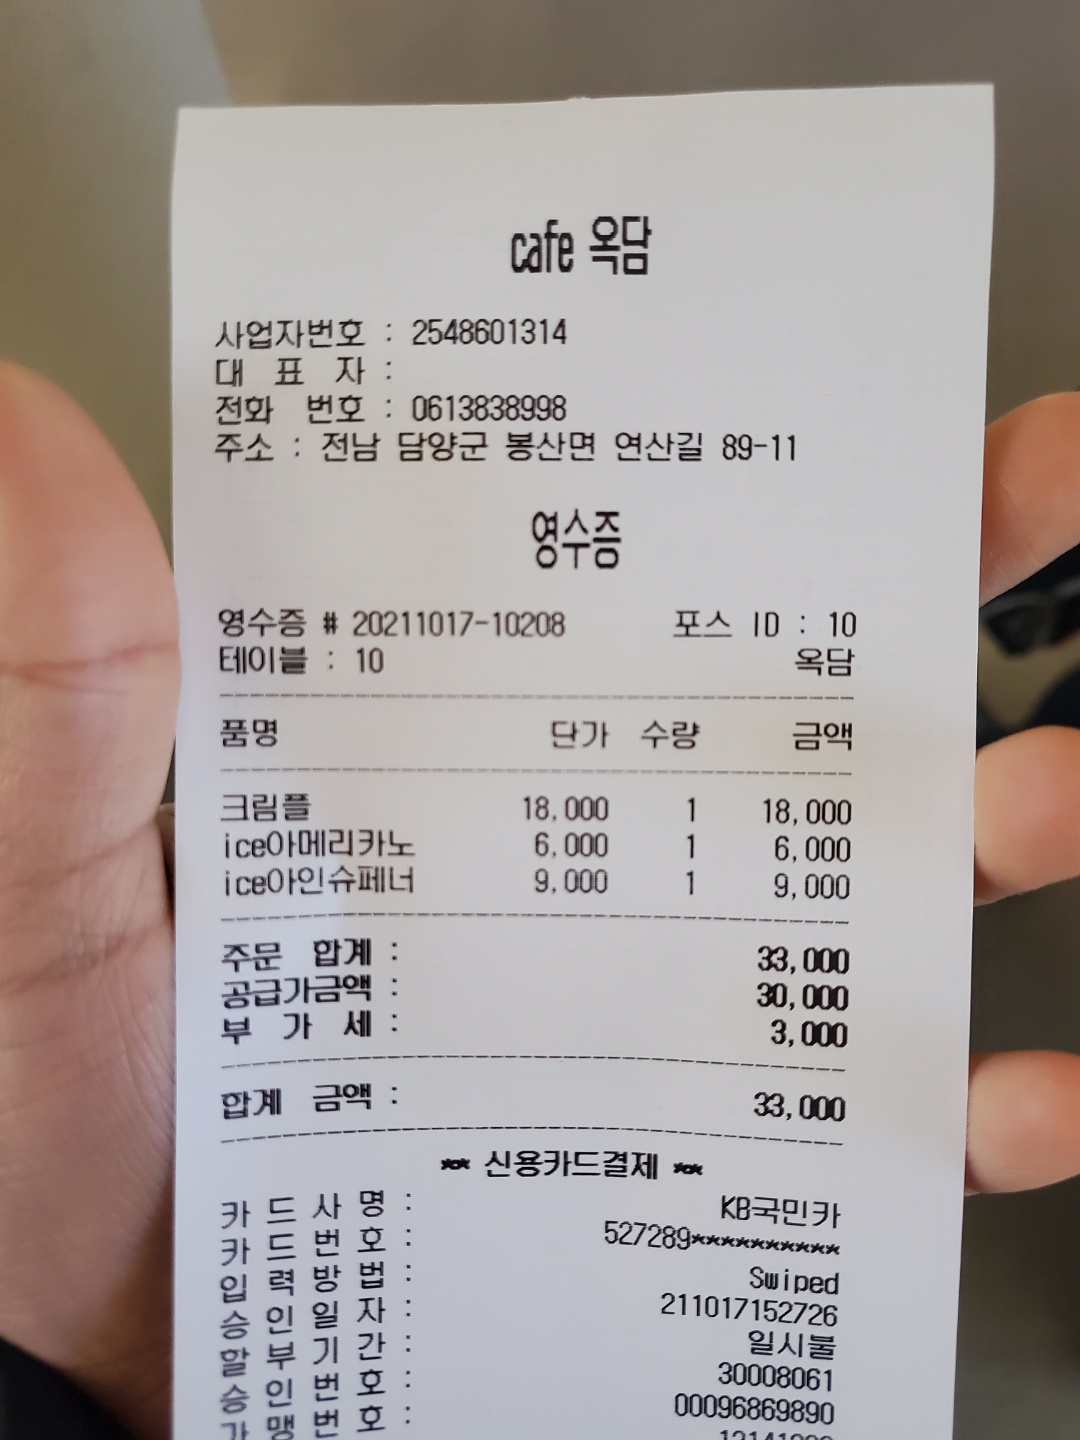 cafe 옥담
사업자번호 : 2548601314
대 표 자 :
전화 번호 : 0613838998
주소 : 전남 담양군 봉산면 연산길 89-11
영수증
영수증 # 20211017-10208 포스 ID : 10
테이블 : 10 옥담
품명 단가 수량 금액
크림플 18,000 1 18,000
ice아메리카노 6,000 1 6,000
ice아인슈페너 9,000 1 9,000
주문 합계 : 33,000
공급가금액 : 30,000
부 가 세 : 3,000
합계 금액 : 33,000
** 신용카드결제 **
카 드 사 명 : KB국민카
카 드 번 호 : 527289**********
입 력 방 법 : Swiped
승 인 일 자 : 211017152726
할 부 기 간 : 일시불
승 인 번 호 : 30008061
가 맹 번 호 : 00096869890